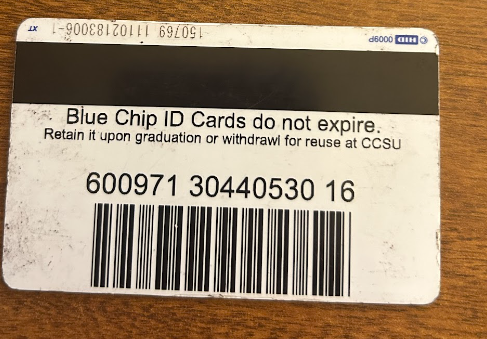 150769 11102183006-1 XT
HID 0009P
Blue Chip ID Cards do not expire.
Retain it upon graduation or withdrawl for reuse at CCSU
600971 30440530 16